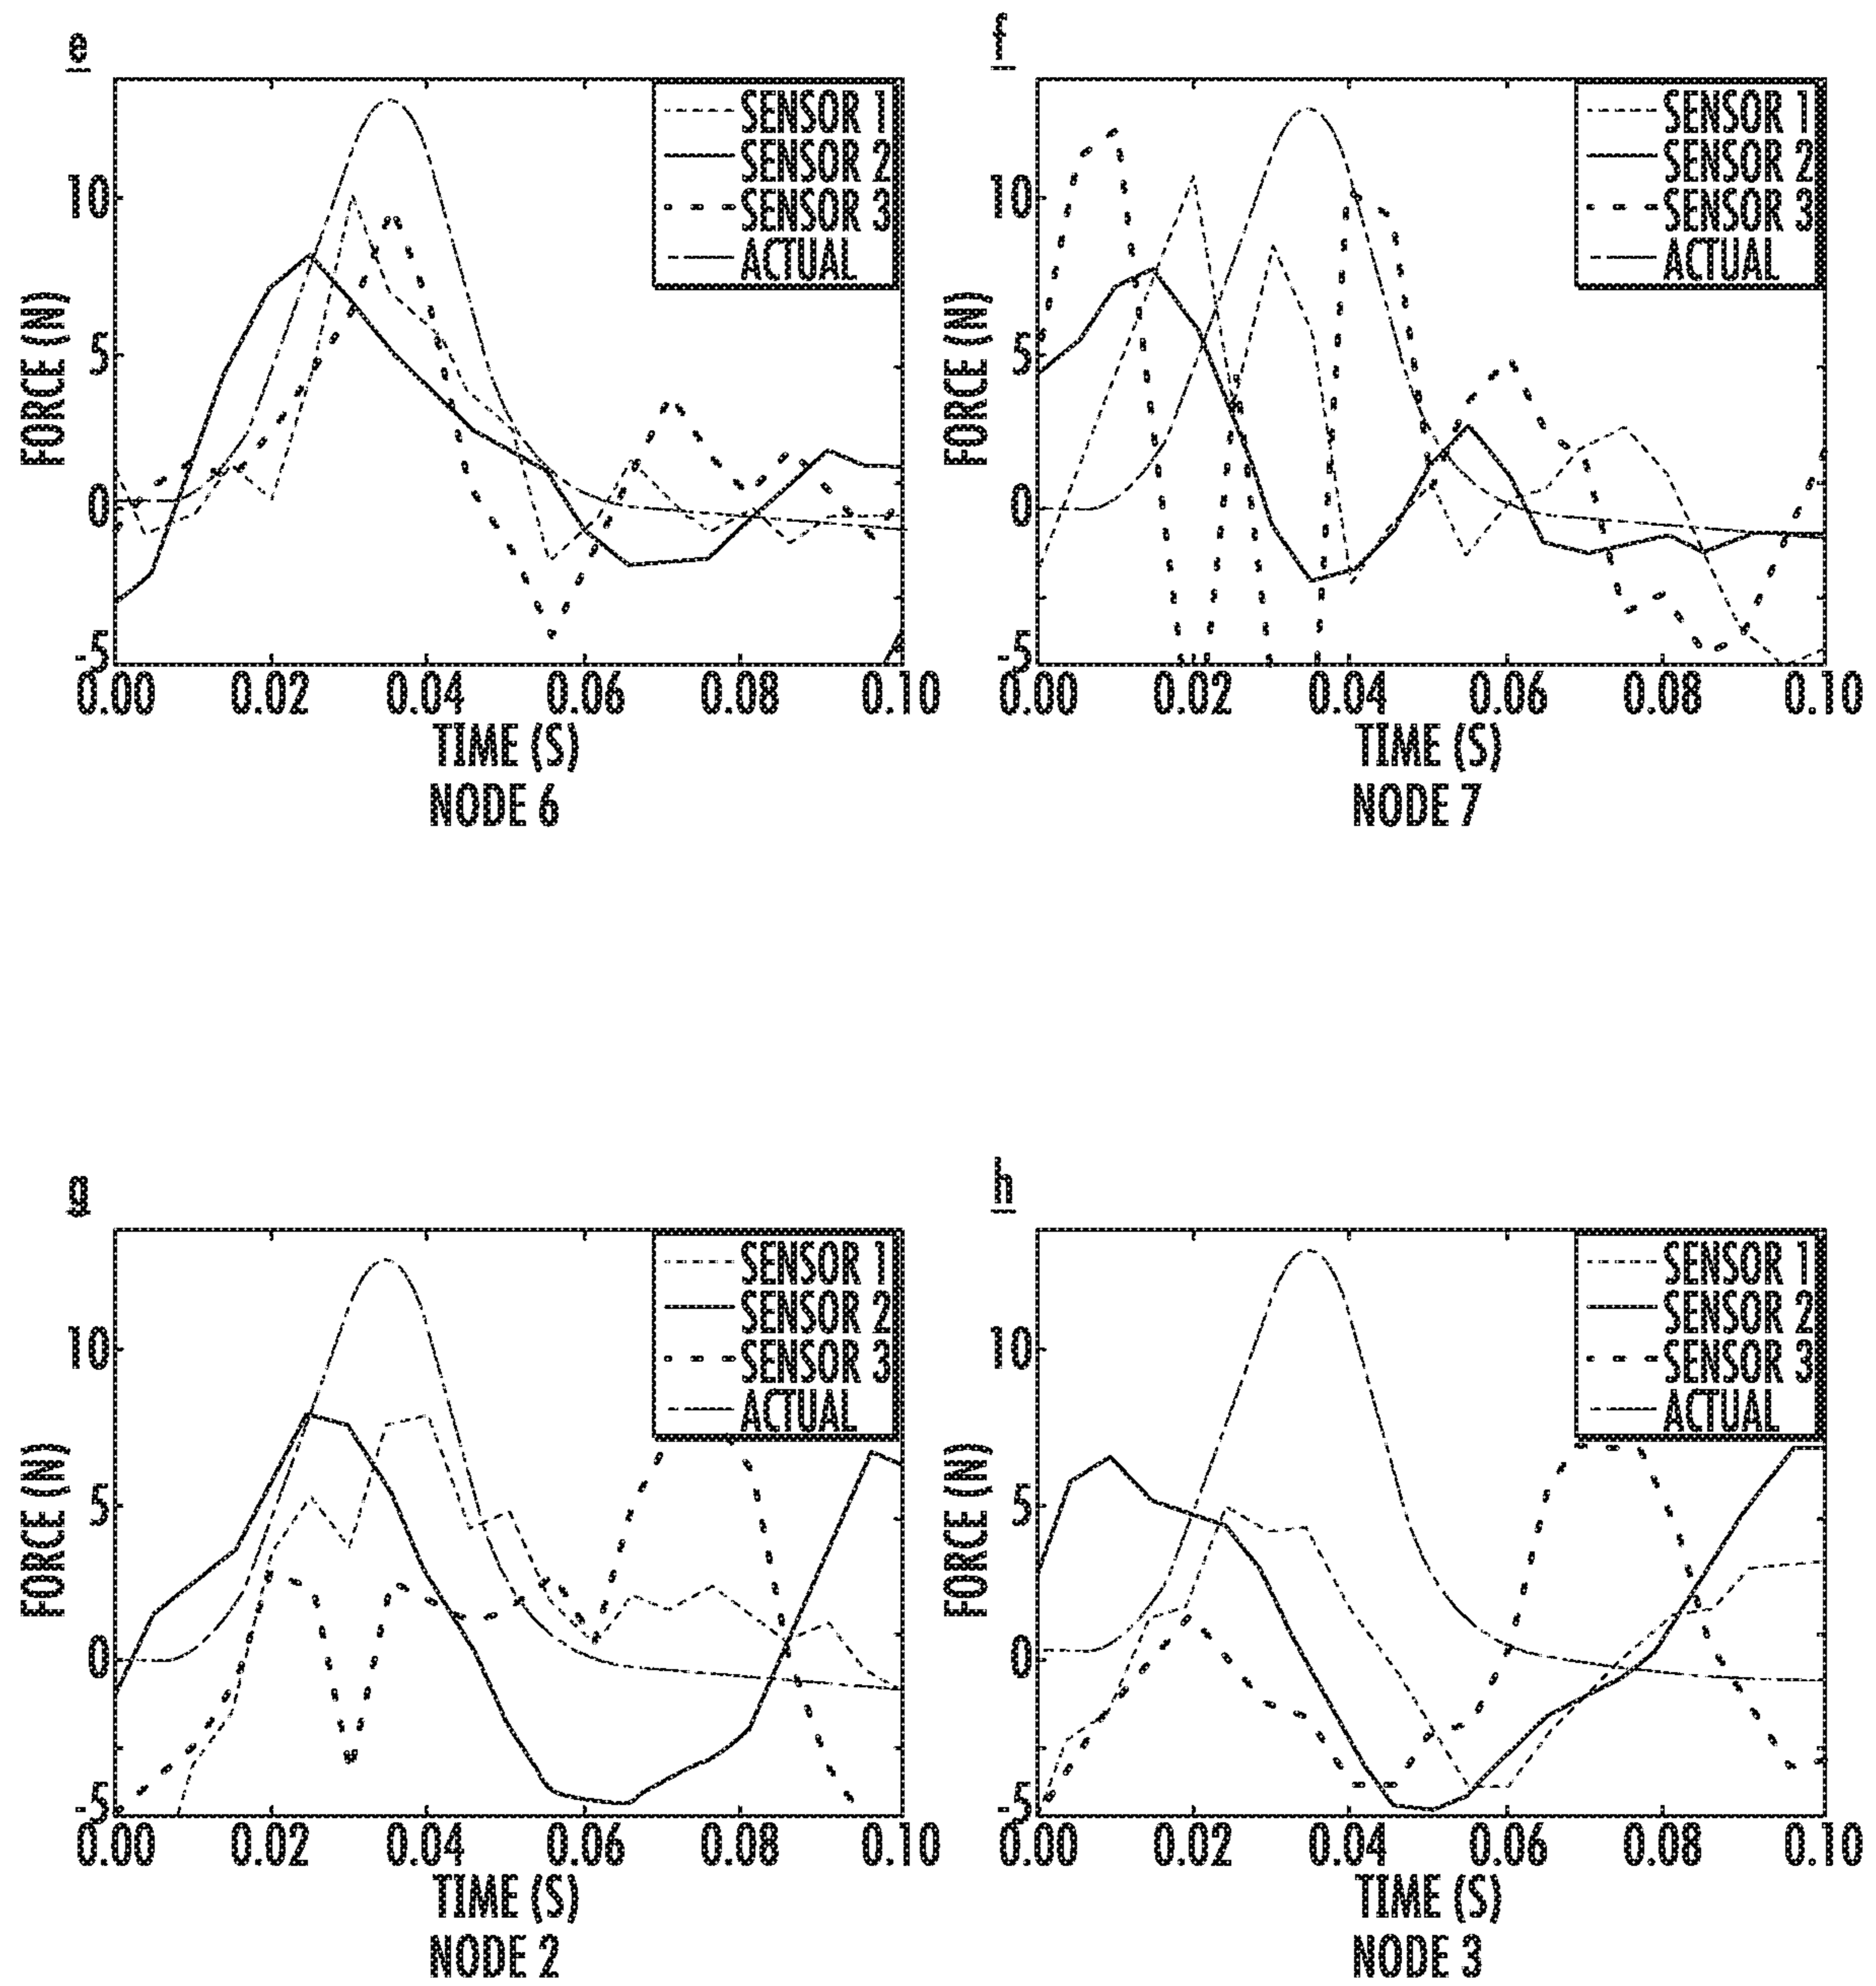 e
SENSOR 1
SENSOR 2
SENSOR 3
ACTUAL
FORCE (N)
10
5
0
-5
0.00 0.02 0.04 0.06 0.08 0.10
TIME (S)
NODE 6
f
SENSOR 1
SENSOR 2
SENSOR 3
ACTUAL
FORCE (N)
10
5
0
-5
0.00 0.02 0.04 0.06 0.08 0.10
TIME (S)
NODE 7
g
SENSOR 1
SENSOR 2
SENSOR 3
ACTUAL
FORCE (N)
10
5
0
-5
0.00 0.02 0.04 0.06 0.08 0.10
TIME (S)
NODE 2
h
SENSOR 1
SENSOR 2
SENSOR 3
ACTUAL
FORCE (N)
10
5
0
-5
0.00 0.02 0.04 0.06 0.08 0.10
TIME (S)
NODE 3